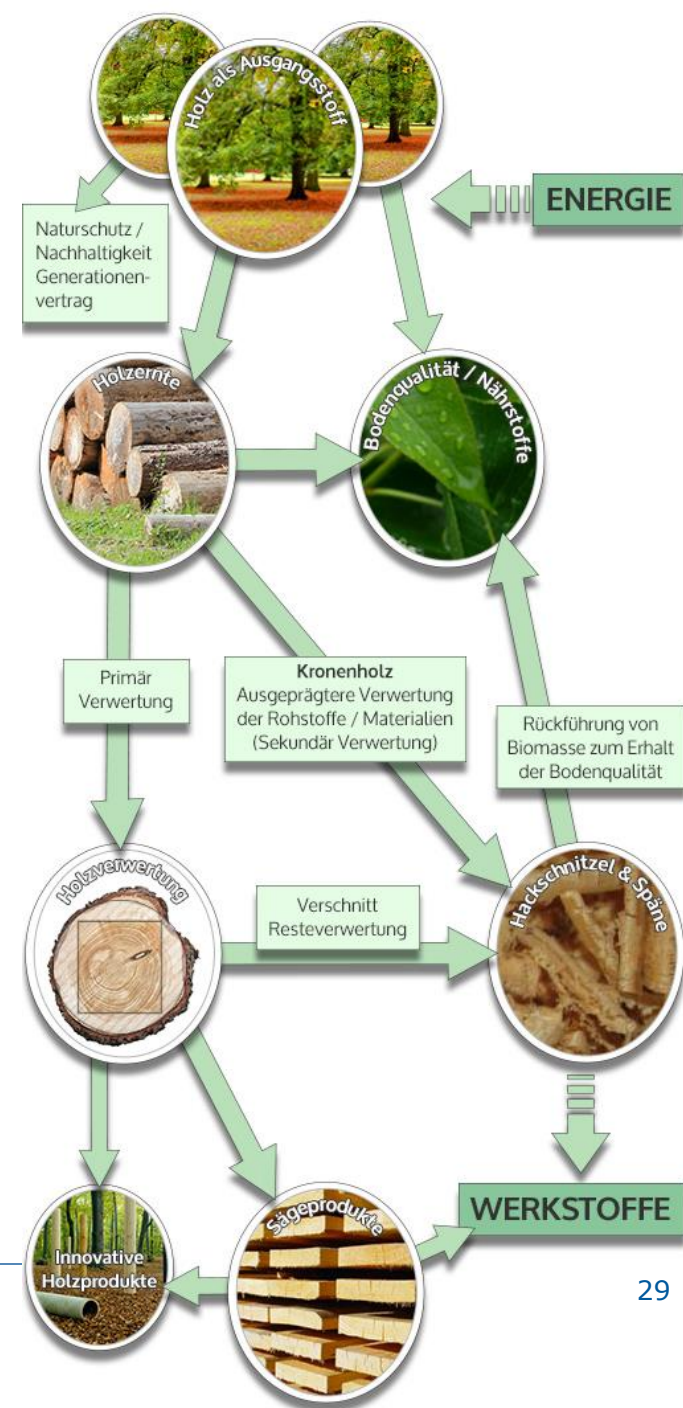 Holz als Ausgangsstoff
ENERGIE
Naturschutz /
Nachhaltigkeit
Generationen-
vertrag
Holzernte
Bodenqualität / Nährstoffe
Primär
Verwertung
Kronenholz
Ausgeprägtere Verwertung
der Rohstoffe / Materialien
(Sekundär Verwertung)
Rückführung von
Biomasse zum Erhalt
der Bodenqualität
Holzverwertung
Verschnitt
Resteverwertung
Hackschnitzel & Späne
WERKSTOFFE
Innovative
Holzprodukte
Sägeprodukte
29